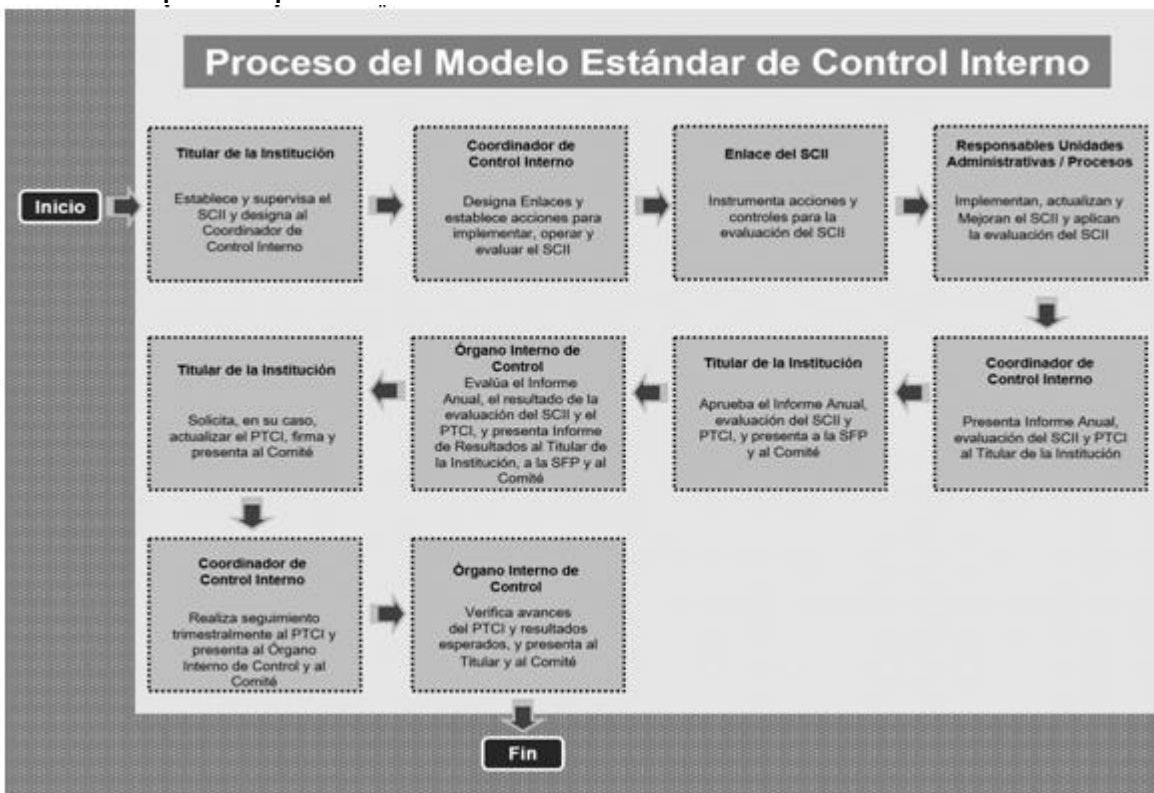 Proceso del Modelo Estándar de Control Interno
Inicio
Titular de la Institución
Establece y supervisa el
SCII y designa al
Coordinador de
Control Interno
Coordinador de
Control Interno
Designa Enlaces y
establece acciones para
implementar, operar y
evaluar el SCII
Enlace del SCII
Instrumenta acciones y
controles para la
evaluación del SCII
Responsables Unidades
Administrativas / Procesos
Implementan, actualizan y
Mejoran el SCII y aplican
la evaluación del SCII
Coordinador de
Control Interno
Presenta Informe Anual,
evaluación del SCII y PTCI
al Titular de la Institución
Titular de la Institución
Aprueba el Informe Anual,
evaluación del SCII y
PTCI, y presenta a la SFP
y al Comité
Órgano Interno de
Control
Evalúa el Informe
Anual, el resultado de la
evaluación del SCII y el
PTCI, y presenta Informe
de Resultados al Titular de
la Institución, a la SFP y al
Comité
Titular de la Institución
Solicita, en su caso,
actualizar el PTCI, firma y
presenta al Comité
Coordinador de
Control Interno
Realiza seguimiento
trimestralmente al PTCI y
presenta al Órgano
Interno de Control y al
Comité
Órgano Interno de
Control
Verifica avances
del PTCI y resultados
esperados, y presenta al
Titular y al Comité
Fin